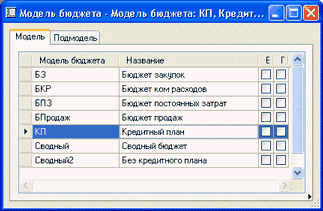 Модель бюджета - Модель бюджета: КП, Кредит...
Модель Подмодель
Модель бюджета Название Е Г
БЗ Бюджет закупок
БКР Бюджет ком расходов
БПЗ Бюджет постоянных затрат
БПродаж Бюджет продаж
КП Кредитный план
Сводный Сводный бюджет
Сводный2 Без кредитного плана